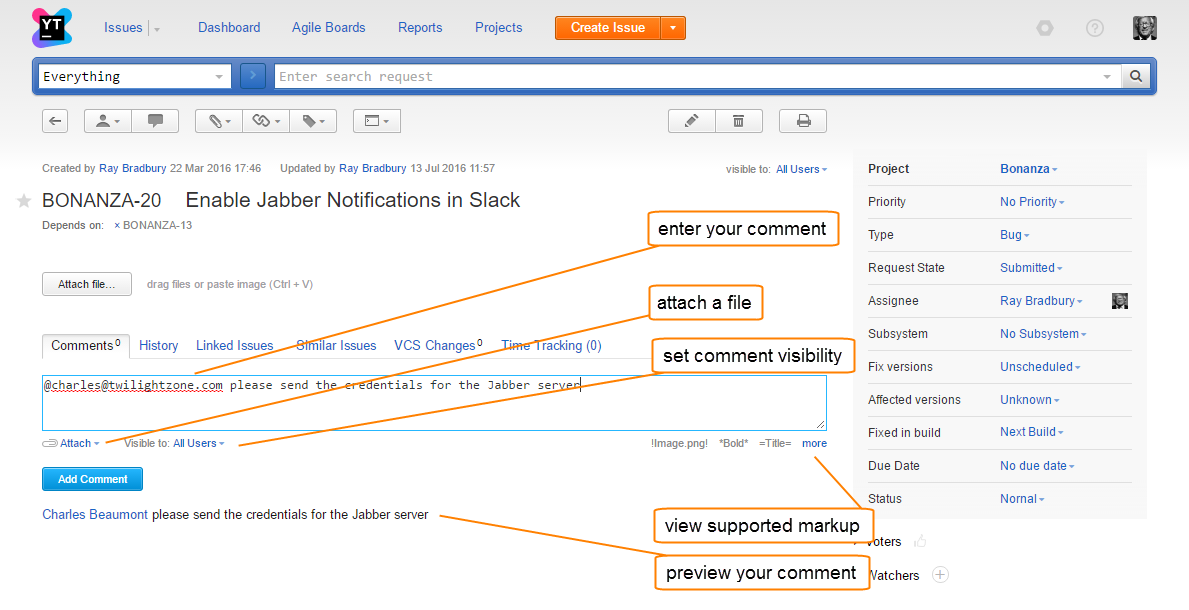 YT
Issues Dashboard Agile Boards Reports Projects Create Issue
Everything Enter search request
Created by Ray Bradbury 22 Mar 2016 17:46 Updated by Ray Bradbury 13 Jul 2016 11:57 visible to: All Users
BONANZA-20 Enable Jabber Notifications in Slack
Depends on: × BONANZA-13
enter your comment
Attach file... drag files or paste image (Ctrl + V)
attach a file
Comments 0 History Linked Issues Similar Issues VCS Changes 0 Time Tracking (0)
set comment visibility
@charles@twilightzone.com please send the credentials for the Jabber server
Attach Visible to: All Users !Image.png! *Bold* =Title= more
Add Comment
Charles Beaumont please send the credentials for the Jabber server
view supported markup
preview your comment
Project Bonanza
Priority No Priority
Type Bug
Request State Submitted
Assignee Ray Bradbury
Subsystem No Subsystem
Fix versions Unscheduled
Affected versions Unknown
Fixed in build Next Build
Due Date No due date
Status Nornal
Voters
Watchers